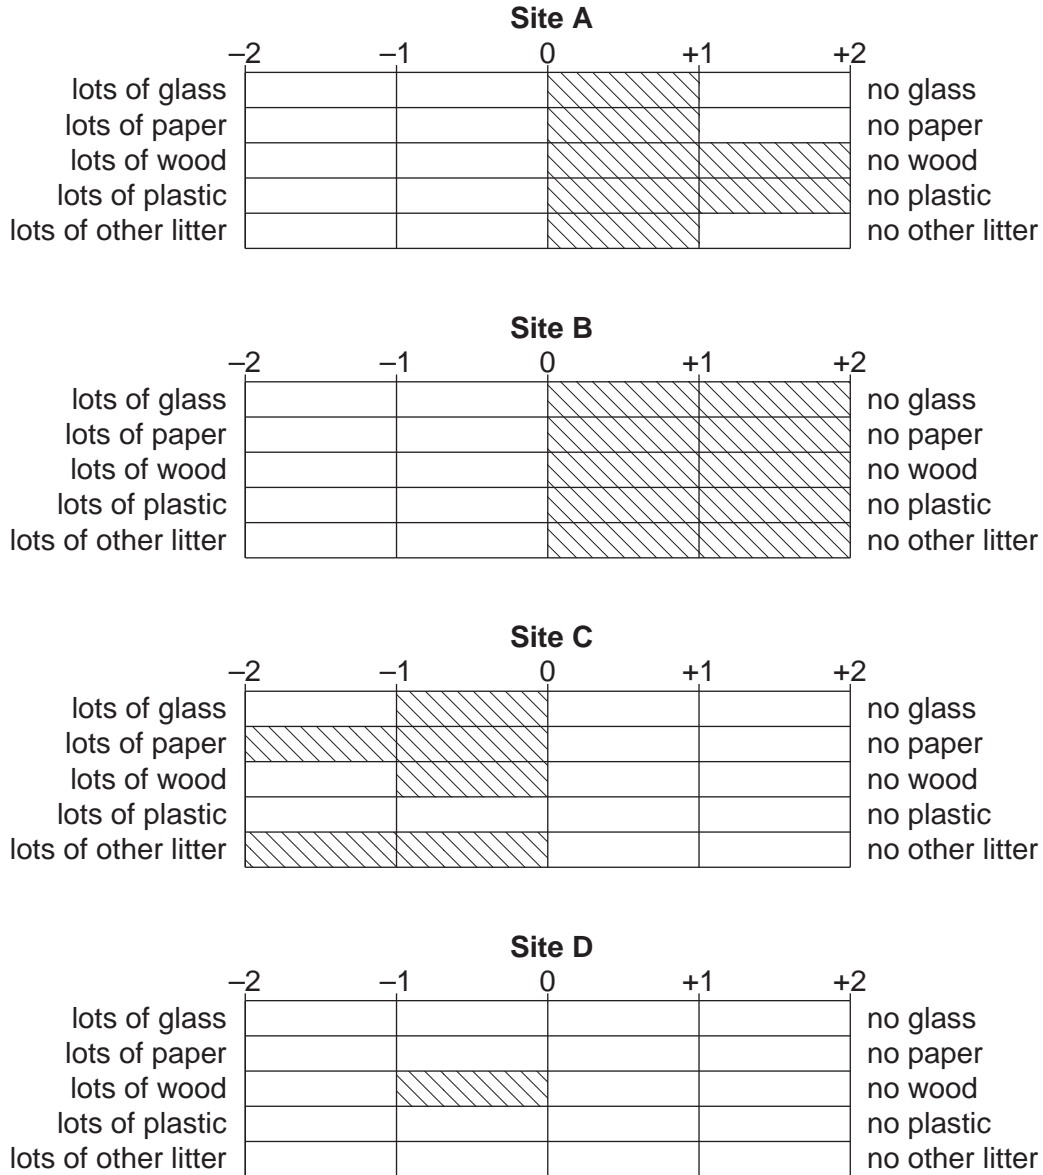 Site A
–2 –1 0 +1 +2
lots of glass no glass
lots of paper no paper
lots of wood no wood
lots of plastic no plastic
lots of other litter no other litter
Site B
–2 –1 0 +1 +2
lots of glass no glass
lots of paper no paper
lots of wood no wood
lots of plastic no plastic
lots of other litter no other litter
Site C
–2 –1 0 +1 +2
lots of glass no glass
lots of paper no paper
lots of wood no wood
lots of plastic no plastic
lots of other litter no other litter
Site D
–2 –1 0 +1 +2
lots of glass no glass
lots of paper no paper
lots of wood no wood
lots of plastic no plastic
lots of other litter no other litter